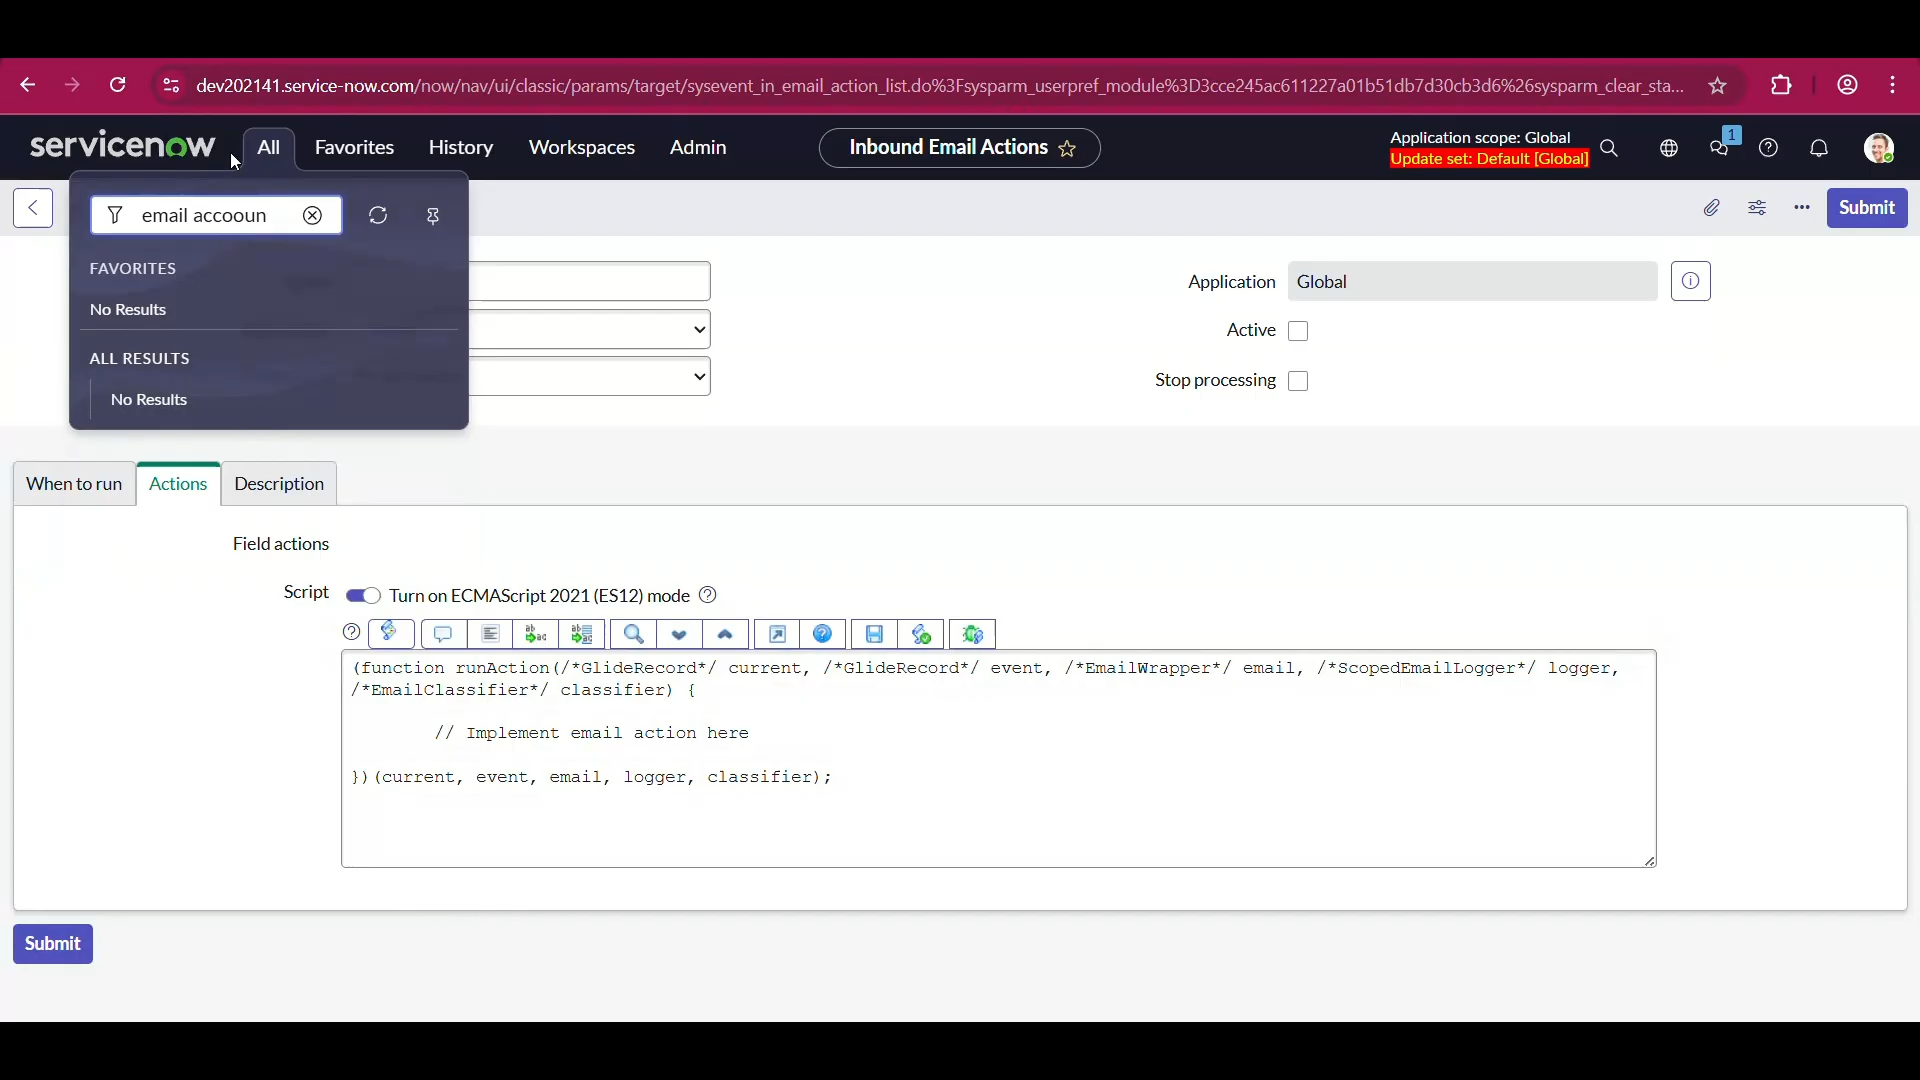 dev202141.service-now.com/now/nav/ui/classic/params/target/sysevent_in_email_action_list.do%3Fsysparm_userpref_module%3D3cce245ac611227a01b51db7d30cb3d6%26sysparm_clear_sta...
servicenow All Favorites History Workspaces Admin Inbound Email Actions Application scope: Global 1
Update set: Default [Global]
email accooun Submit
FAVORITES
No Results
ALL RESULTS
No Results
Application Global
Active
Stop processing
When to run Actions Description
Field actions
Script Turn on ECMAScript 2021 (ES12) mode
(function runAction(/*GlideRecord*/ current, /*GlideRecord*/ event, /*EmailWrapper*/ email, /*ScopedEmailLogger*/ logger,
/*EmailClassifier*/ classifier) {
// Implement email action here
})(current, event, email, logger, classifier);
Submit